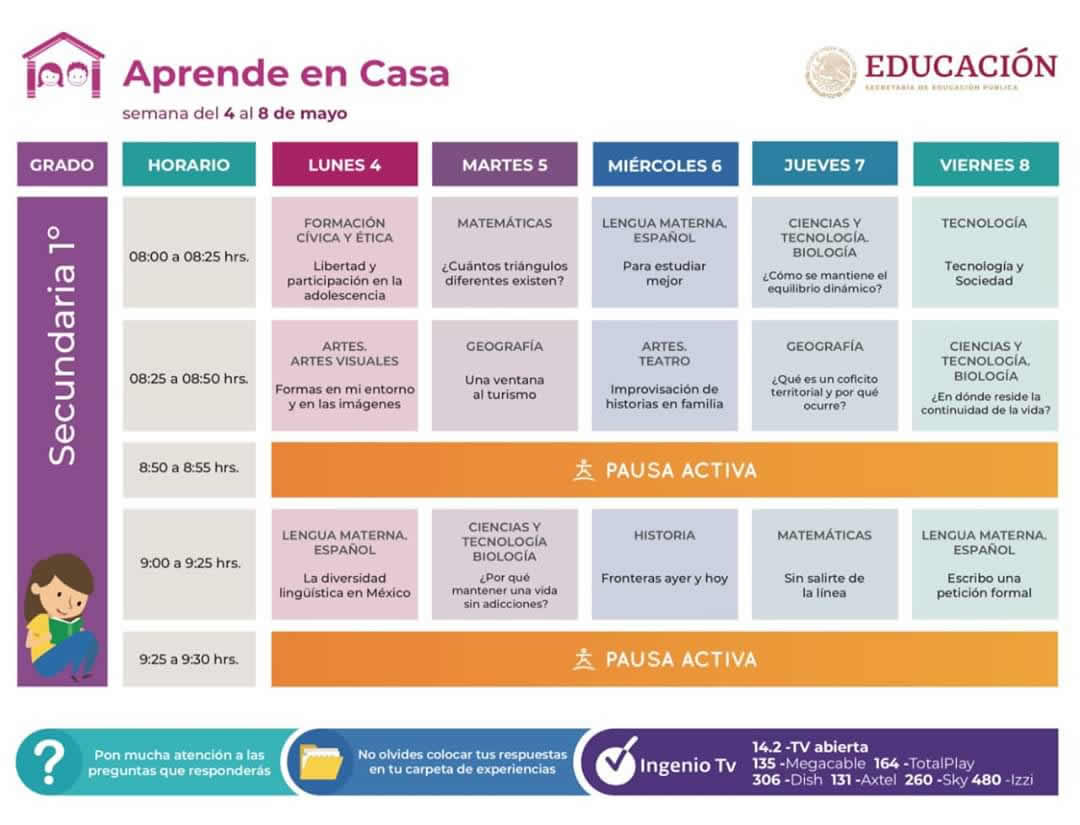 Aprende en Casa
semana del 4 al 8 de mayo
EDUCACIÓN
SECRETARÍA DE EDUCACIÓN PÚBLICA
GRADO
HORARIO
LUNES 4
MARTES 5
MIÉRCOLES 6
JUEVES 7
VIERNES 8
Secundaria 1°
08:00 a 08:25 hrs.
FORMACIÓN
CÍVICA Y ÉTICA
Libertad y
participación en la
adolescencia
MATEMÁTICAS
¿Cuántos triángulos
diferentes existen?
LENGUA MATERNA.
ESPAÑOL
Para estudiar
mejor
CIENCIAS Y
TECNOLOGÍA.
BIOLOGÍA
¿Cómo se mantiene el
equilibrio dinámico?
TECNOLOGÍA
Tecnología y
Sociedad
08:25 a 08:50 hrs.
ARTES.
ARTES VISUALES
Formas en mi entorno
y en las imágenes
GEOGRAFÍA
Una ventana
al turismo
ARTES.
TEATRO
Improvisación de
historias en familia
GEOGRAFÍA
¿Qué es un coficito
territorial y por qué
ocurre?
CIENCIAS Y
TECNOLOGÍA.
BIOLOGÍA
¿En dónde reside la
continuidad de la vida?
8:50 a 8:55 hrs.
PAUSA ACTIVA
9:00 a 9:25 hrs.
LENGUA MATERNA.
ESPAÑOL
La diversidad
lingüística en México
CIENCIAS Y
TECNOLOGÍA
BIOLOGÍA
¿Por qué
mantener una vida
sin adicciones?
HISTORIA
Fronteras ayer y hoy
MATEMÁTICAS
Sin salirte de
la línea
LENGUA MATERNA.
ESPAÑOL
Escribo una
petición formal
9:25 a 9:30 hrs.
PAUSA ACTIVA
?
Pon mucha atención a las
preguntas que responderás
No olvides colocar tus respuestas
en tu carpeta de experiencias
Ingenio Tv
14.2 -TV abierta
135 -Megacable 164 -TotalPlay
306 -Dish 131 -Axtel 260 -Sky 480 -Izzi